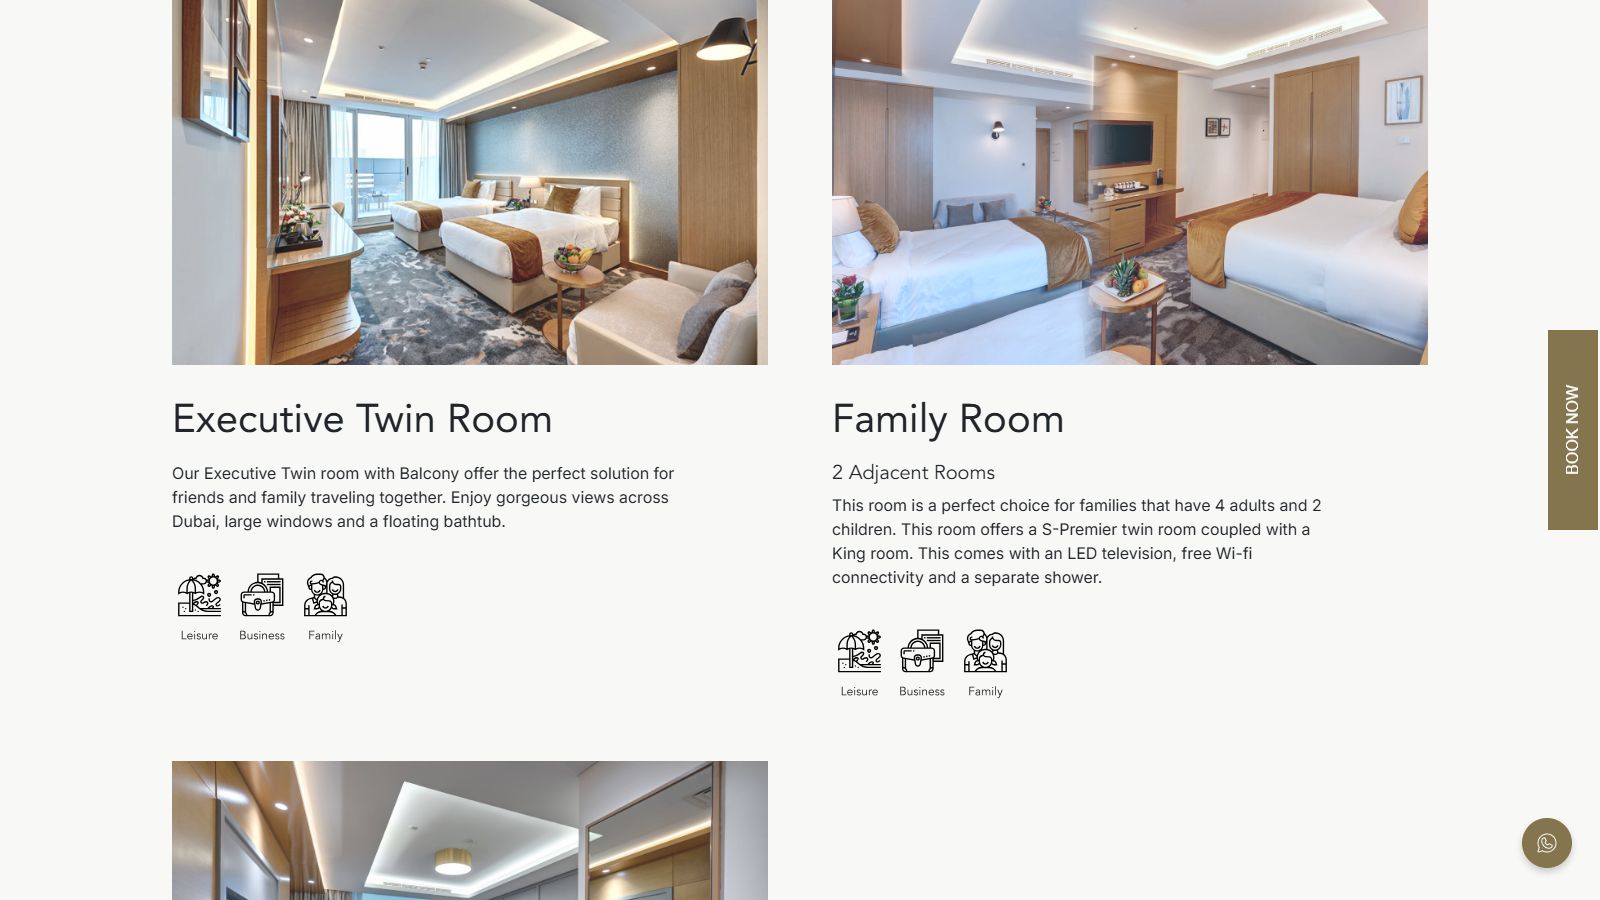 Executive Twin Room
Our Executive Twin room with Balcony offer the perfect solution for
friends and family traveling together. Enjoy gorgeous views across
Dubai, large windows and a floating bathtub.
Leisure
Business
Family
Family Room
2 Adjacent Rooms
This room is a perfect choice for families that have 4 adults and 2
children. This room offers a S-Premier twin room coupled with a
King room. This comes with an LED television, free Wi-fi
connectivity and a separate shower.
Leisure
Business
Family
BOOK NOW